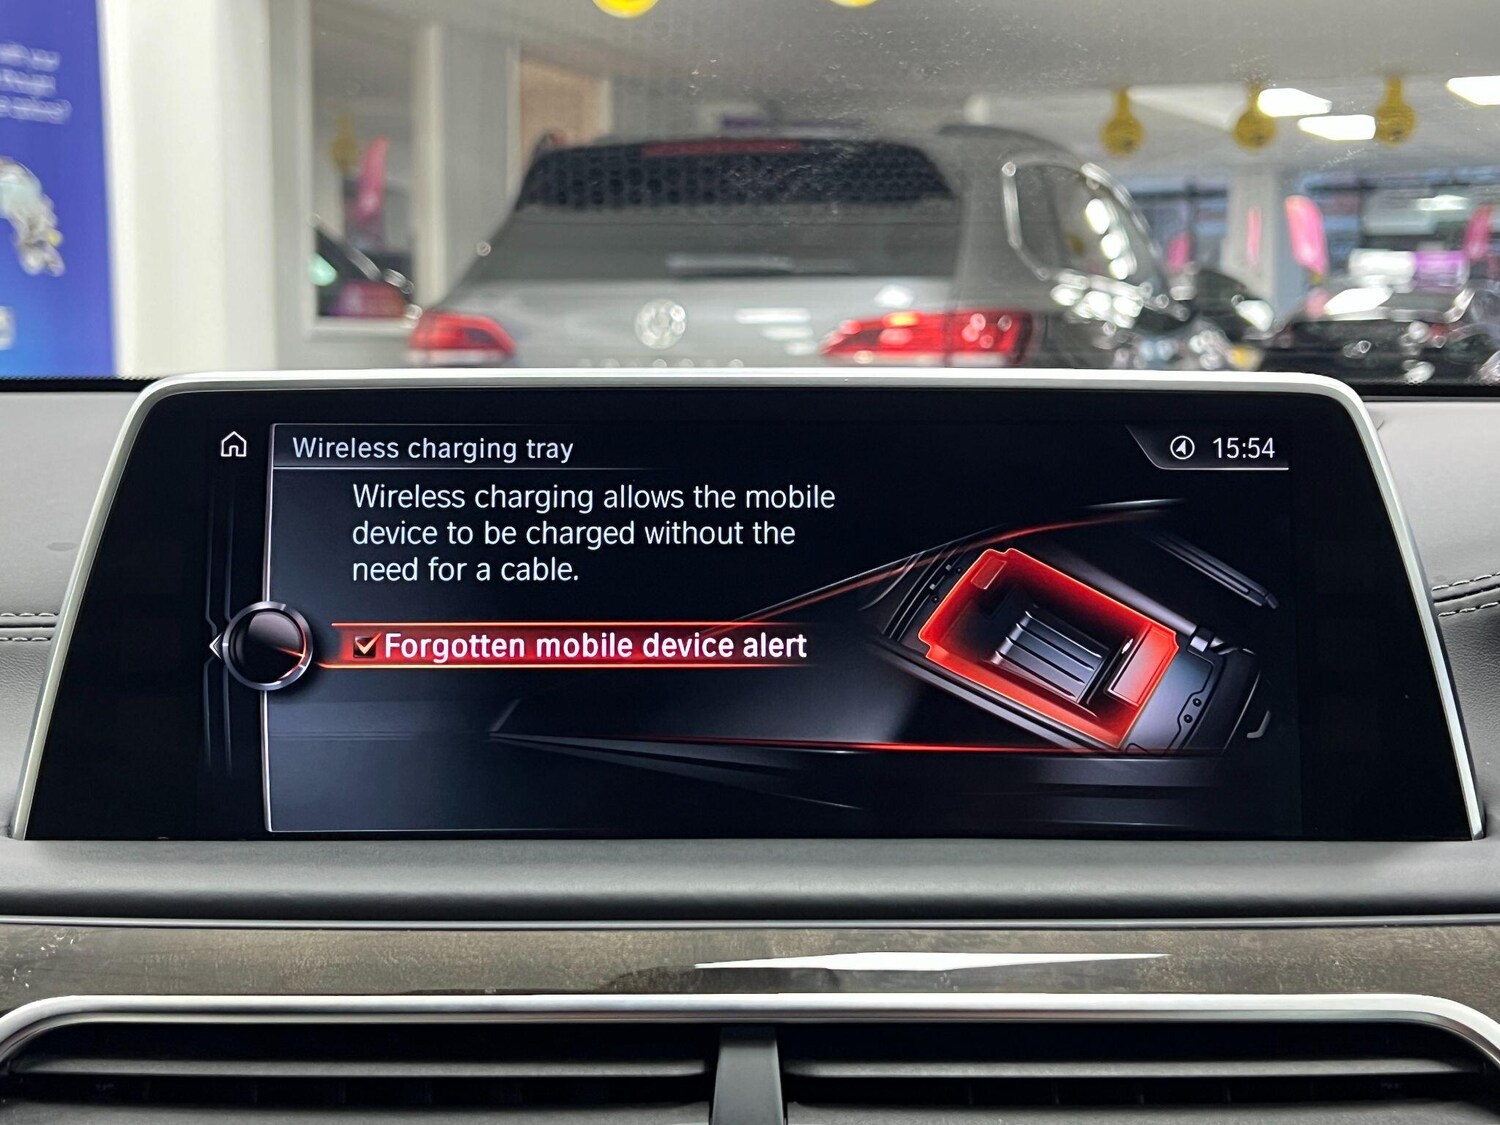 Wireless charging tray
15:54
Wireless charging allows the mobile
device to be charged without the
need for a cable.
Forgotten mobile device alert